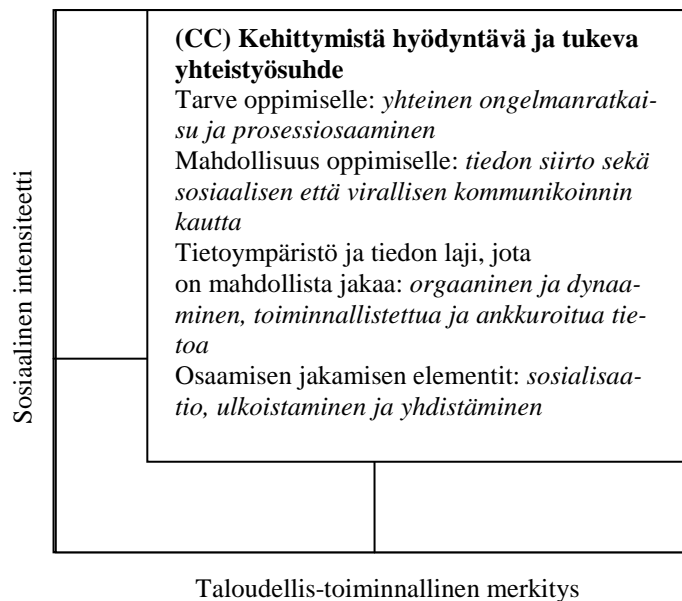 (CC) Kehittymistä hyödyntävä ja tukeva
yhteistyösuhde
Tarve oppimiselle: yhteinen ongelmanratkai-
su ja prosessiosaaminen
Mahdollisuus oppimiselle: tiedon siirto sekä
sosiaalisen että virallisen kommunikoinnin
kautta
Tietoympäristö ja tiedon laji, jota
on mahdollista jakaa: orgaaninen ja dynaa-
minen, toiminnallistettua ja ankkuroitua tie-
toa
Osaamisen jakamisen elementit: sosialisaa-
tio, ulkoistaminen ja yhdistäminen
Sosiaalinen intensiteetti
Taloudellis-toiminnallinen merkitys